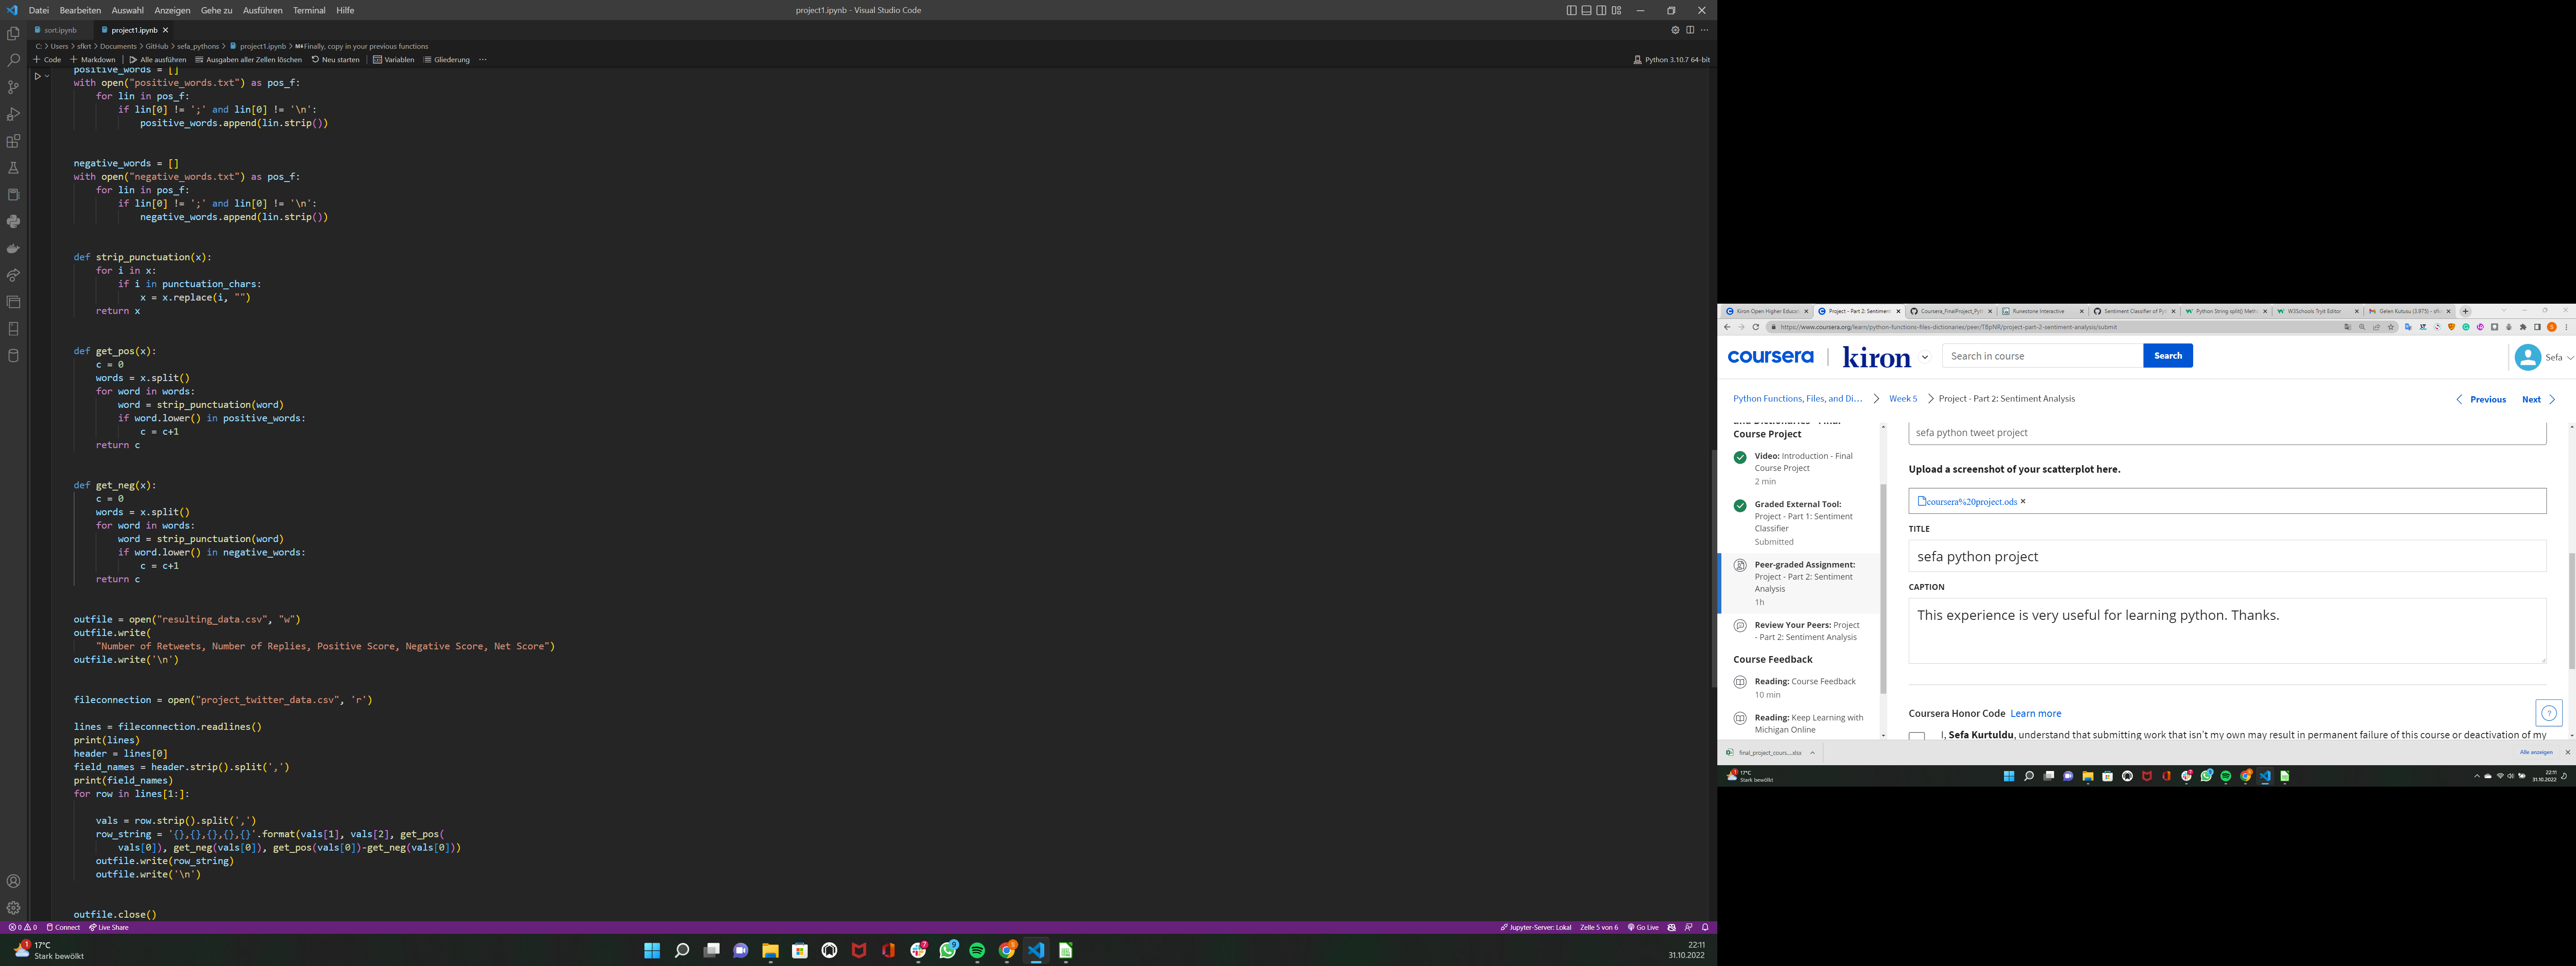 Datei Bearbeiten Auswahl Anzeigen Gehe zu Ausführen Terminal Hilfe
project1.ipynb - Visual Studio Code
sort.ipynb
project1.ipynb
C: > Users > sfkrt > Documents > GitHub > sefa_pythons > project1.ipynb > M↓Finally, copy in your previous functions
+ Code + Markdown Alle ausführen Ausgaben aller Zellen löschen Neu starten Variablen Gliederung ...
Python 3.10.7 64-bit
positive_words = []
with open("positive_words.txt") as pos_f:
for lin in pos_f:
if lin[0] != ';' and lin[0] != '\n':
positive_words.append(lin.strip())
negative_words = []
with open("negative_words.txt") as pos_f:
for lin in pos_f:
if lin[0] != ';' and lin[0] != '\n':
negative_words.append(lin.strip())
def strip_punctuation(x):
for i in x:
if i in punctuation_chars:
x = x.replace(i, "")
return x
def get_pos(x):
c = 0
words = x.split()
for word in words:
word = strip_punctuation(word)
if word.lower() in positive_words:
c = c+1
return c
def get_neg(x):
c = 0
words = x.split()
for word in words:
word = strip_punctuation(word)
if word.lower() in negative_words:
c = c+1
return c
outfile = open("resulting_data.csv", "w")
outfile.write(
"Number of Retweets, Number of Replies, Positive Score, Negative Score, Net Score")
outfile.write('\n')
fileconnection = open("project_twitter_data.csv", 'r')
lines = fileconnection.readlines()
print(lines)
header = lines[0]
field_names = header.strip().split(',')
print(field_names)
for row in lines[1:]:
vals = row.strip().split(',')
row_string = '{},{},{},{},{}'.format(vals[1], vals[2], get_pos(
vals[0]), get_neg(vals[0]), get_pos(vals[0])-get_neg(vals[0]))
outfile.write(row_string)
outfile.write('\n')
outfile.close()
0 0 Connect Live Share
Jupyter-Server: Lokal Zelle 5 von 6 Go Live
17°C
Stark bewölkt
22:11
31.10.2022
Kiron Open Higher Educat
Project - Part 2: Sentiment
Coursera_FinalProject_Pyth
Runestone Interactive
Sentiment Classifier of Pyt
Python String split() Meth
W3Schools Tryit Editor
Gelen Kutusu (3.975) - sfk
https://www.coursera.org/learn/python-functions-files-dictionaries/peer/T8pNR/project-part-2-sentiment-analysis/submit
coursera | kiron
Search in course
Search
Sefa
Python Functions, Files, and Di... > Week 5 > Project - Part 2: Sentiment Analysis
Previous Next
and Dictionaries - Final
Course Project
Video: Introduction - Final
Course Project
2 min
Graded External Tool:
Project - Part 1: Sentiment
Classifier
Submitted
Peer-graded Assignment:
Project - Part 2: Sentiment
Analysis
1h
Review Your Peers: Project
- Part 2: Sentiment Analysis
Course Feedback
Reading: Course Feedback
10 min
Reading: Keep Learning with
Michigan Online
sefa python tweet project
Upload a screenshot of your scatterplot here.
coursera%20project.ods ×
TITLE
sefa python project
CAPTION
This experience is very useful for learning python. Thanks.
Coursera Honor Code Learn more
I, Sefa Kurtuldu, understand that submitting work that isn't my own may result in permanent failure of this course or deactivation of my
final_project_cours....xlsx
Alle anzeigen
17°C
Stark bewölkt
22:11
31.10.2022